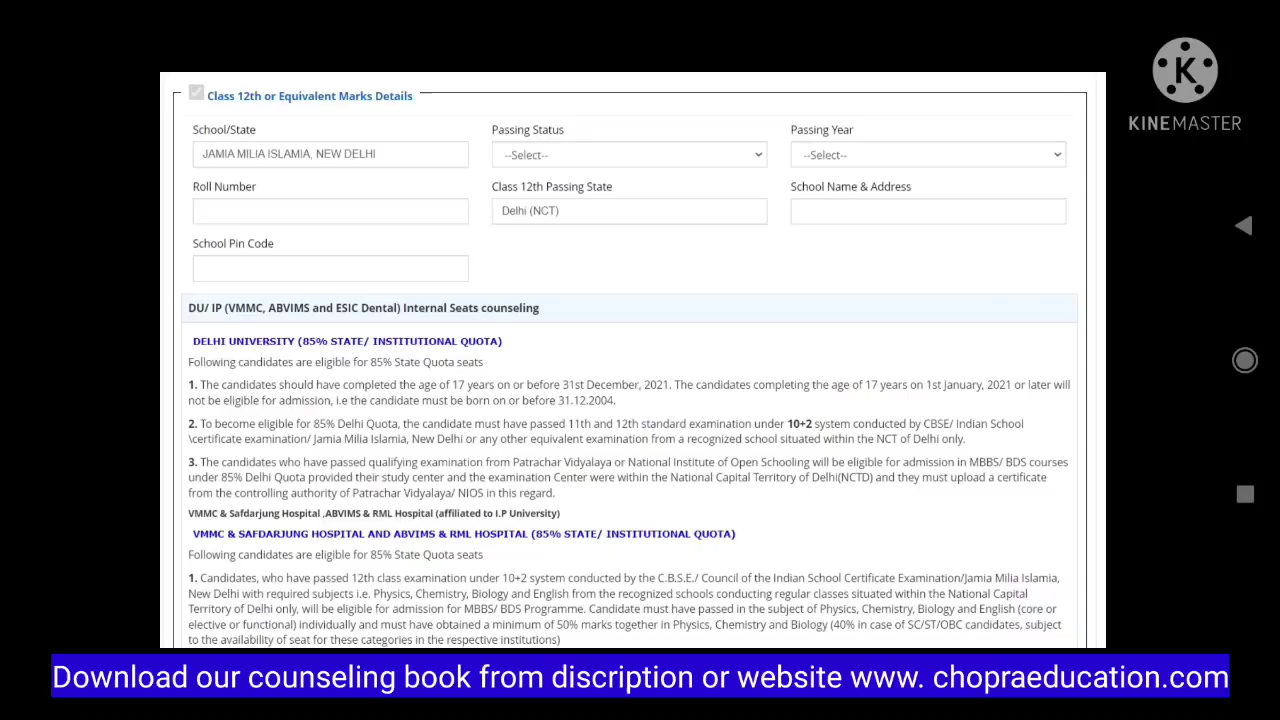 K
KINEMASTER
Class 12th or Equivalent Marks Details
School/State
Passing Status
Passing Year
JAMIA MILIA ISLAMIA, NEW DELHI
--Select--
--Select--
Roll Number
Class 12th Passing State
School Name & Address
Delhi (NCT)
School Pin Code
DU/ IP (VMMC, ABVIMS and ESIC Dental) Internal Seats counseling
DELHI UNIVERSITY (85% STATE/ INSTITUTIONAL QUOTA)
Following candidates are eligible for 85% State Quota seats
1. The candidates should have completed the age of 17 years on or before 31st December, 2021. The candidates completing the age of 17 years on 1st January, 2021 or later will
not be eligible for admission, i.e the candidate must be born on or before 31.12.2004.
2. To become eligible for 85% Delhi Quota, the candidate must have passed 11th and 12th standard examination under 10+2 system conducted by CBSE/ Indian School
\certificate examination/ Jamia Milia Islamia, New Delhi or any other equivalent examination from a recognized school situated within the NCT of Delhi only.
3. The candidates who have passed qualifying examination from Patrachar Vidyalaya or National Institute of Open Schooling will be eligible for admission in MBBS/ BDS courses
under 85% Delhi Quota provided their study center and the examination Center were within the National Capital Territory of Delhi(NCTD) and they must upload a certificate
from the controlling authority of Patrachar Vidyalaya/ NIOS in this regard.
VMMC & Safdarjung Hospital ,ABVIMS & RML Hospital (affiliated to I.P University)
VMMC & SAFDARJUNG HOSPITAL AND ABVIMS & RML HOSPITAL (85% STATE/ INSTITUTIONAL QUOTA)
Following candidates are eligible for 85% State Quota seats
1. Candidates, who have passed 12th class examination under 10+2 system conducted by the C.B.S.E./ Council of the Indian School Certificate Examination/Jamia Milia Islamia,
New Delhi with required subjects i.e. Physics, Chemistry, Biology and English from the recognized schools conducting regular classes situated within the National Capital
Territory of Delhi only, will be eligible for admission for MBBS/ BDS Programme. Candidate must have passed in the subject of Physics, Chemistry, Biology and English (core or
elective or functional) individually and must have obtained a minimum of 50% marks together in Physics, Chemistry and Biology (40% in case of SC/ST/OBC candidates, subject
to the availability of seat for these categories in the respective institutions)
Download our counseling book from discription or website www. chopraeducation.com